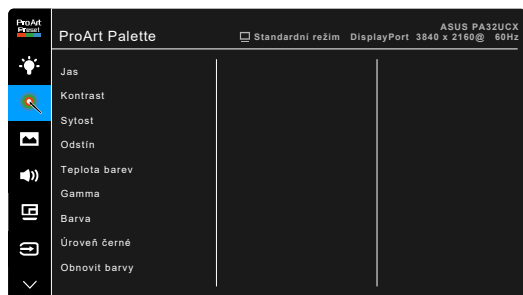 ProArt
Preset
ProArt Palette
Standardní režim DisplayPort 3840 x 2160@ 60Hz
ASUS PA32UCX
Jas
Kontrast
Sytost
Odstín
Teplota barev
Gamma
Barva
Úroveň černé
Obnovit barvy